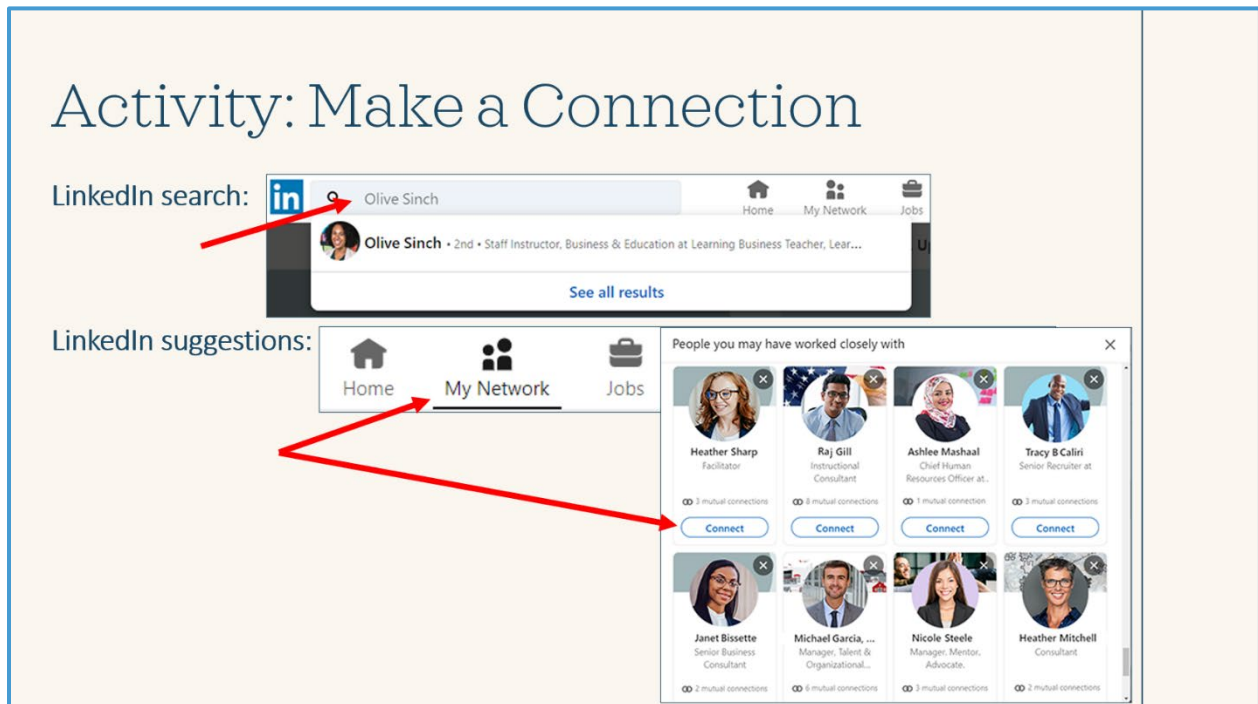 Activity: Make a Connection
LinkedIn search:
in
Olive Sinch
Home
My Network
Jobs
Olive Sinch • 2nd • Staff Instructor, Business & Education at Learning Business Teacher, Lear...
See all results
LinkedIn suggestions:
Home
My Network
Jobs
People you may have worked closely with
Heather Sharp
Facilitator
3 mutual connections
Connect
Raj Gill
Instructional
Consultant
8 mutual connections
Connect
Ashlee Mashaal
Chief Human
Resources Officer at..
1 mutual connection
Connect
Tracy B Caliri
Senior Recruiter at
3 mutual connections
Connect
Janet Bissette
Senior Business
Consultant
2 mutual connections
Michael Garcia, ...
Manager, Talent &
Organizational...
6 mutual connections
Nicole Steele
Manager. Mentor.
Advocate.
3 mutual connections
Heather Mitchell
Consultant
2 mutual connections